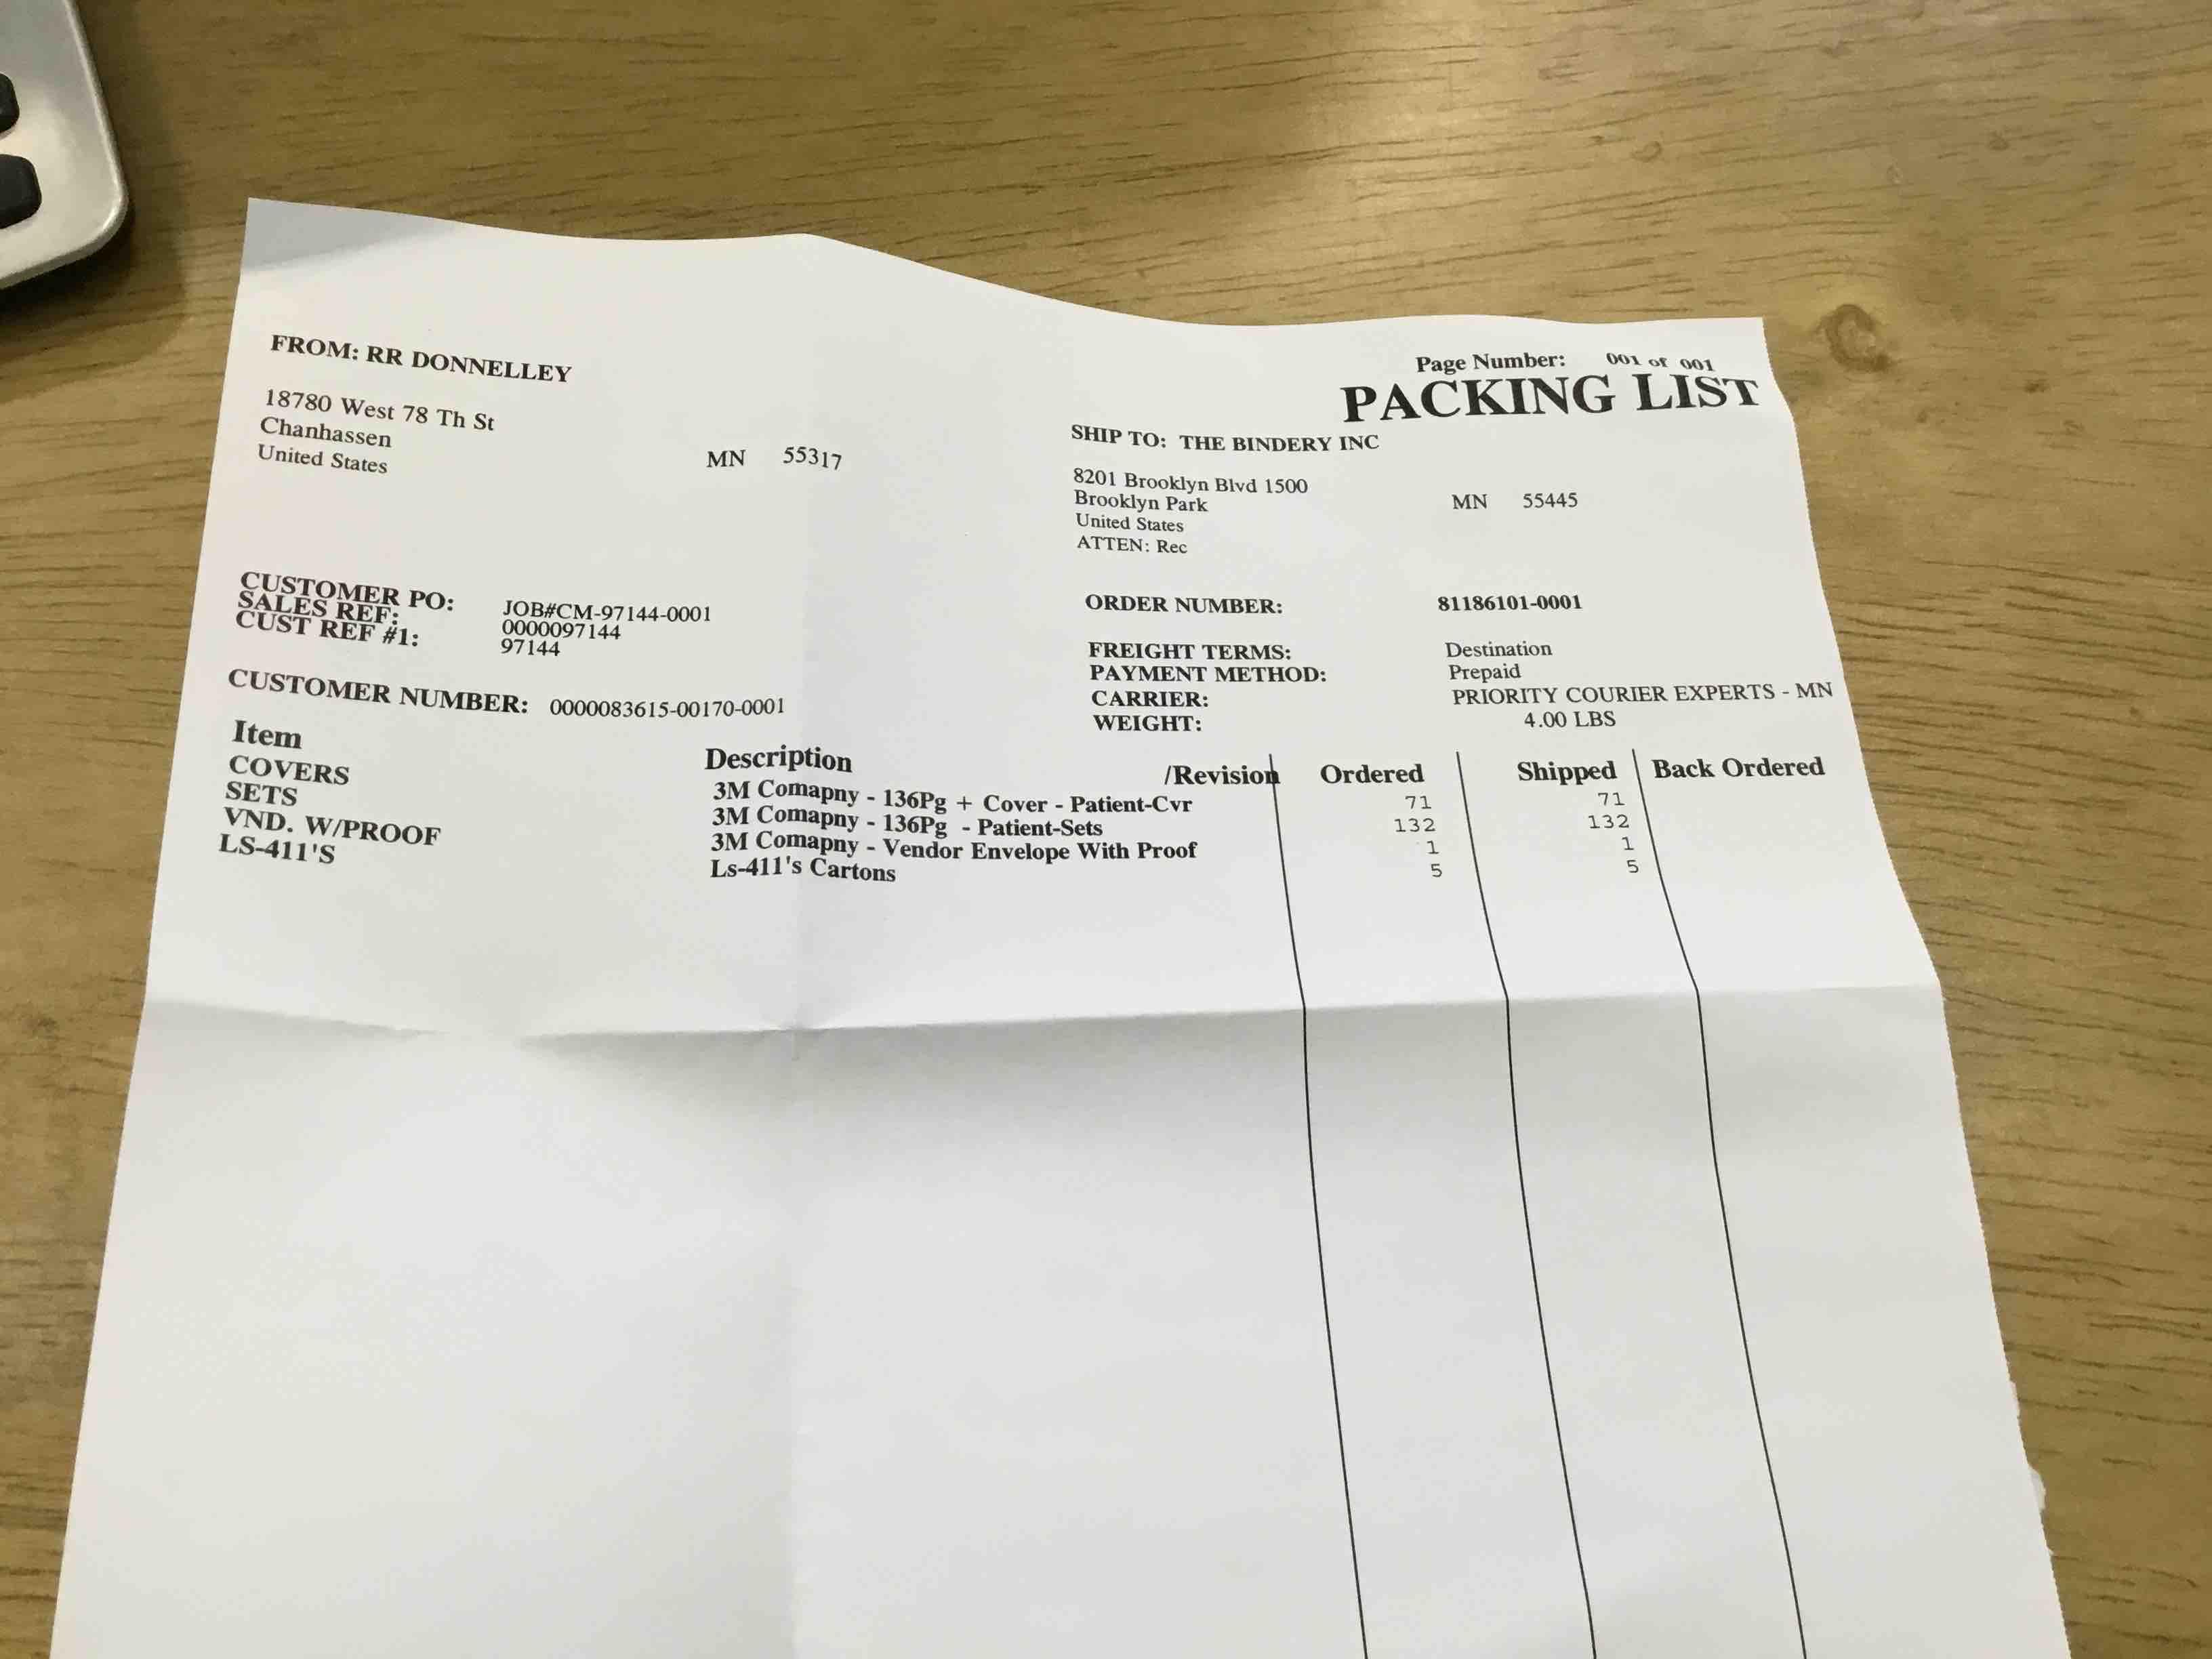 Page Number: 001 of 001
PACKING LIST
FROM: RR DONNELLEY
18780 West 78 Th St
Chanhassen MN 55317
United States
SHIP TO: THE BINDERY INC
8201 Brooklyn Blvd 1500
Brooklyn Park MN 55445
United States
ATTEN: Rec
CUSTOMER PO: JOB#CM-97144-0001
SALES REF: 0000097144
CUST REF #1: 97144
CUSTOMER NUMBER: 0000083615-00170-0001
ORDER NUMBER: 81186101-0001
FREIGHT TERMS: Destination
PAYMENT METHOD: Prepaid
CARRIER: PRIORITY COURIER EXPERTS - MN
WEIGHT: 4.00 LBS
Item Description /Revision Ordered Shipped Back Ordered
COVERS 3M Comapny - 136Pg + Cover - Patient-Cvr 71 71
SETS 3M Comapny - 136Pg - Patient-Sets 132 132
VND. W/PROOF 3M Comapny - Vendor Envelope With Proof 1 1
LS-411'S Ls-411's Cartons 5 5